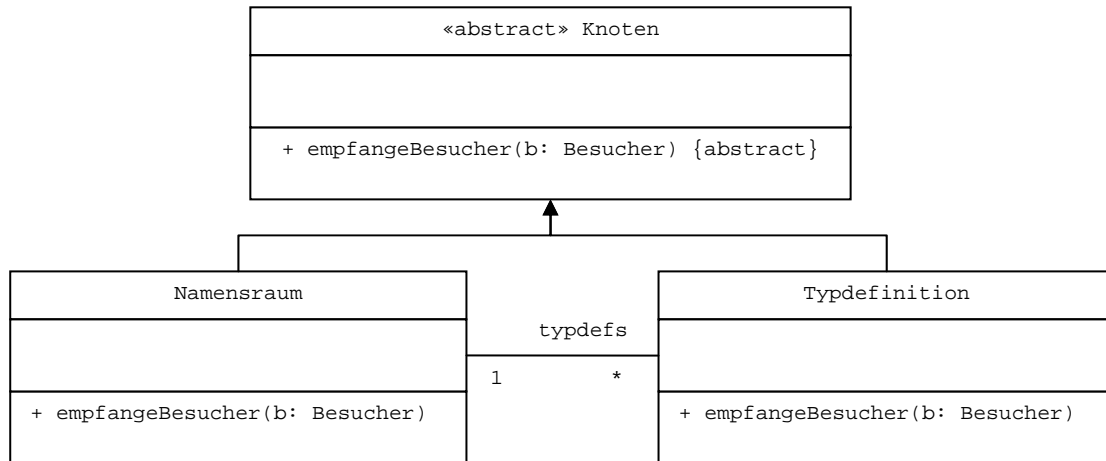 «abstract» Knoten
+ empfangeBesucher(b: Besucher) {abstract}
Namensraum
Typdefinition
typdefs
1
*
+ empfangeBesucher(b: Besucher)
+ empfangeBesucher(b: Besucher)